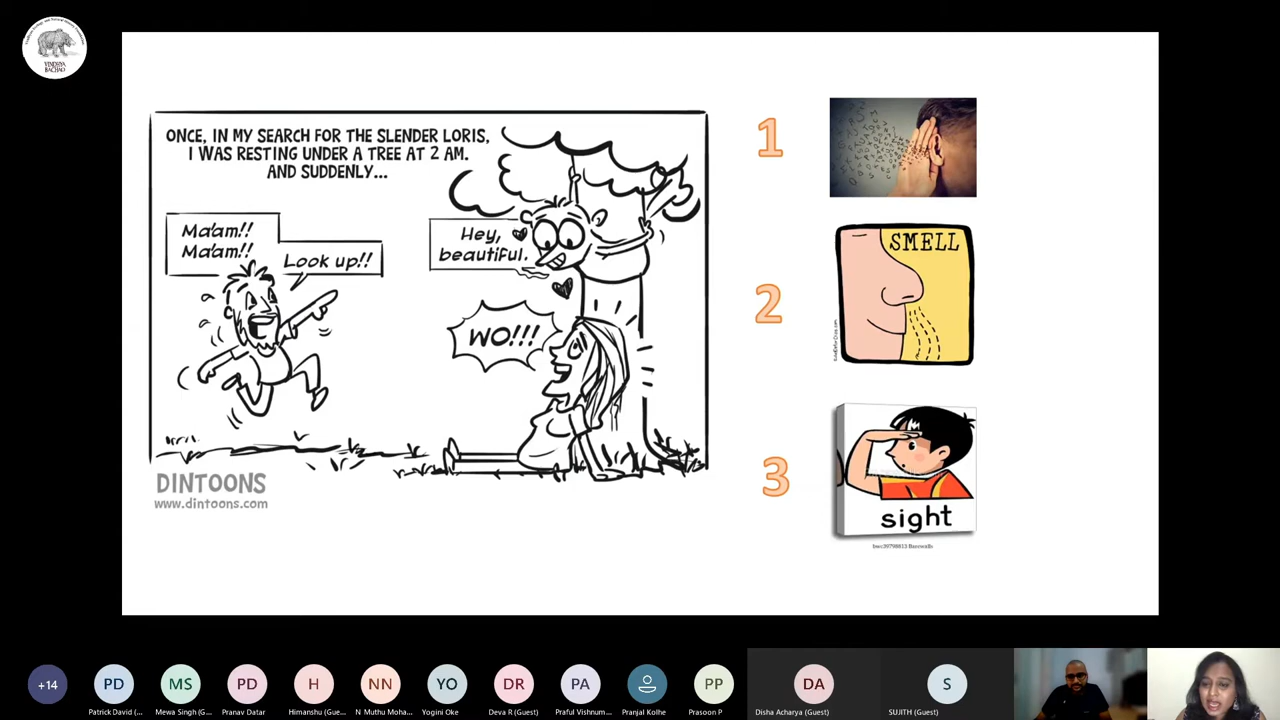 VINDHYA
BACHAO
ONCE, IN MY SEARCH FOR THE SLENDER LORIS,
I WAS RESTING UNDER A TREE AT 2 AM.
AND SUDDENLY...
Ma'am!!
Ma'am!!
Look up!!
Hey,
beautiful.
WO!!!
DINTOONS
www.dintoons.com
1
2
SMELL
3
sight
+14
PD
MS
PD
H
NN
YO
DR
PA
PP
DA
S
Patrick David (...
Mewa Singh (G...
Pranav Datar
Himanshu (Gue...
N Muthu Moha...
Yogini Oke
Deva R (Guest)
Praful Vishnum...
Pranjal Kolhe
Prasoon P
Disha Acharya (Guest)
SUJITH (Guest)